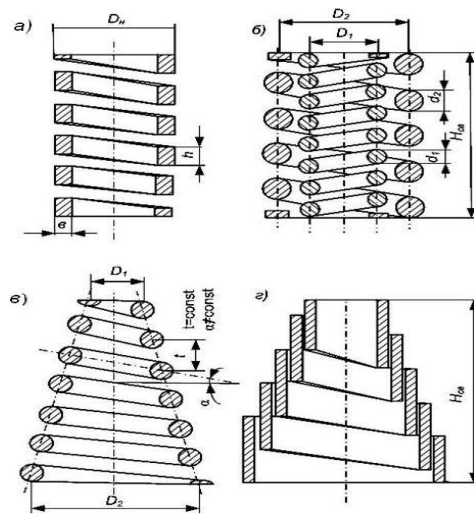 а)
Dн
h
в
б)
D2
D1
d2
d1
Hсв
в)
D1
t=const
α≠const
t
α
D2
г)
Hсв